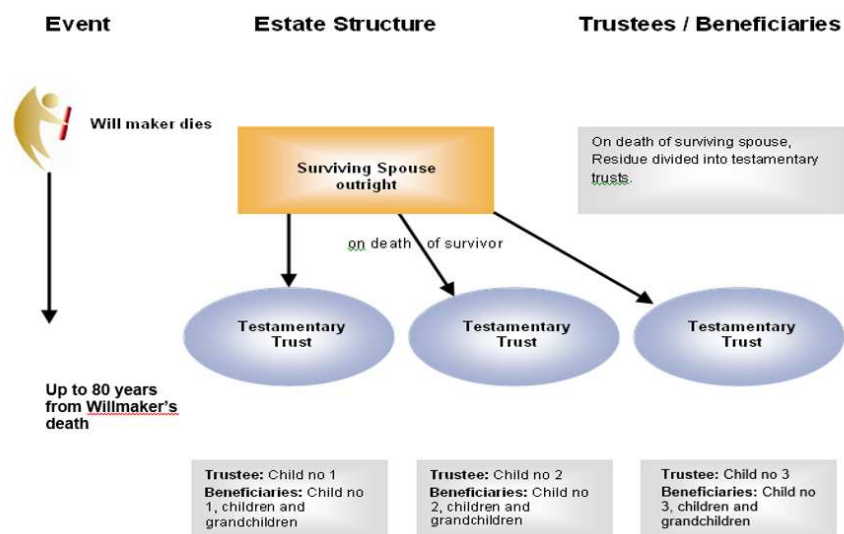 Event
Estate Structure
Trustees / Beneficiaries
Will maker dies
Surviving Spouse
outright
On death of surviving spouse,
Residue divided into testamentary
trusts.
on death of survivor
Testamentary
Trust
Testamentary
Trust
Testamentary
Trust
Up to 80 years
from Willmaker's
death
Trustee: Child no 1
Beneficiaries: Child no
1, children and
grandchildren
Trustee: Child no 2
Beneficiaries: Child no
2, children and
grandchildren
Trustee: Child no 3
Beneficiaries: Child no
3, children and
grandchildren